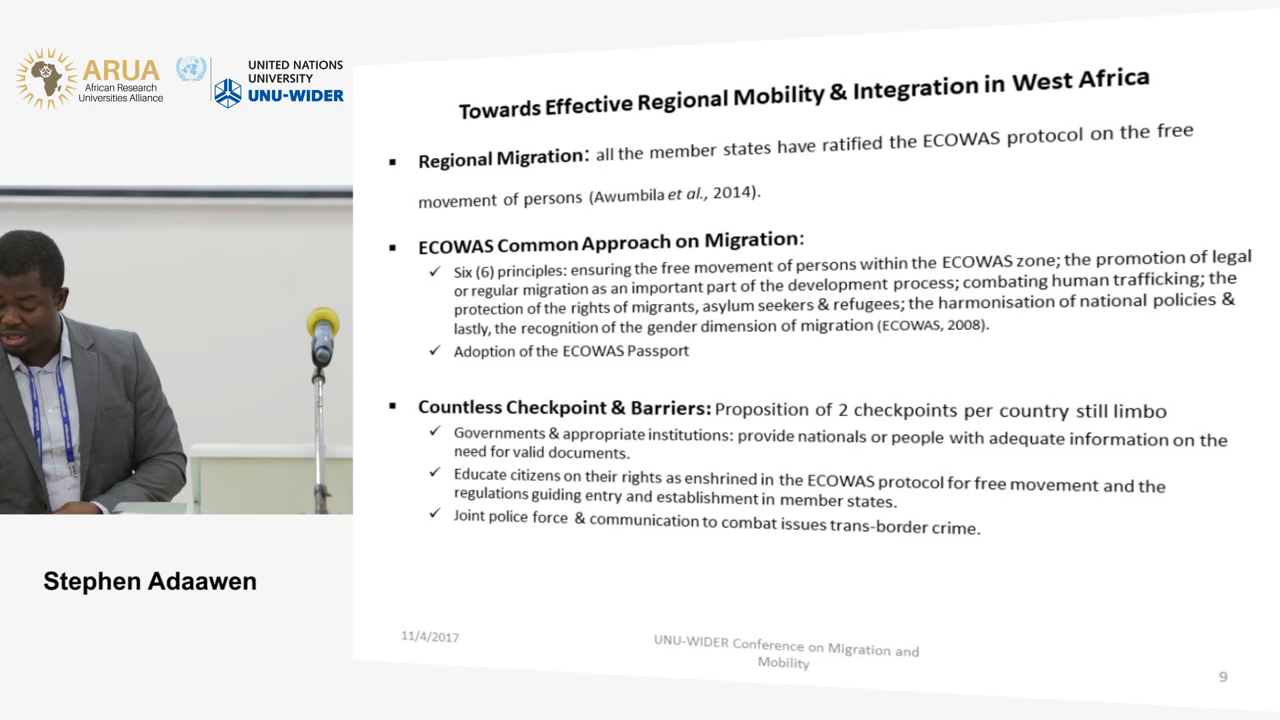 ARUA
African Research
Universities Alliance
UNITED NATIONS
UNIVERSITY
UNU-WIDER
Towards Effective Regional Mobility & Integration in West Africa
▪ Regional Migration: all the member states have ratified the ECOWAS protocol on the free
movement of persons (Awumbila et al., 2014).
▪ ECOWAS Common Approach on Migration:
✓ Six (6) principles: ensuring the free movement of persons within the ECOWAS zone; the promotion of legal
or regular migration as an important part of the development process; combating human trafficking; the
protection of the rights of migrants, asylum seekers & refugees; the harmonisation of national policies &
lastly, the recognition of the gender dimension of migration (ECOWAS, 2008).
✓ Adoption of the ECOWAS Passport
▪ Countless Checkpoint & Barriers: Proposition of 2 checkpoints per country still limbo
✓ Governments & appropriate institutions: provide nationals or people with adequate information on the
need for valid documents.
✓ Educate citizens on their rights as enshrined in the ECOWAS protocol for free movement and the
regulations guiding entry and establishment in member states.
✓ Joint police force & communication to combat issues trans-border crime.
Stephen Adaawen
11/4/2017
UNU-WIDER Conference on Migration and
Mobility
9